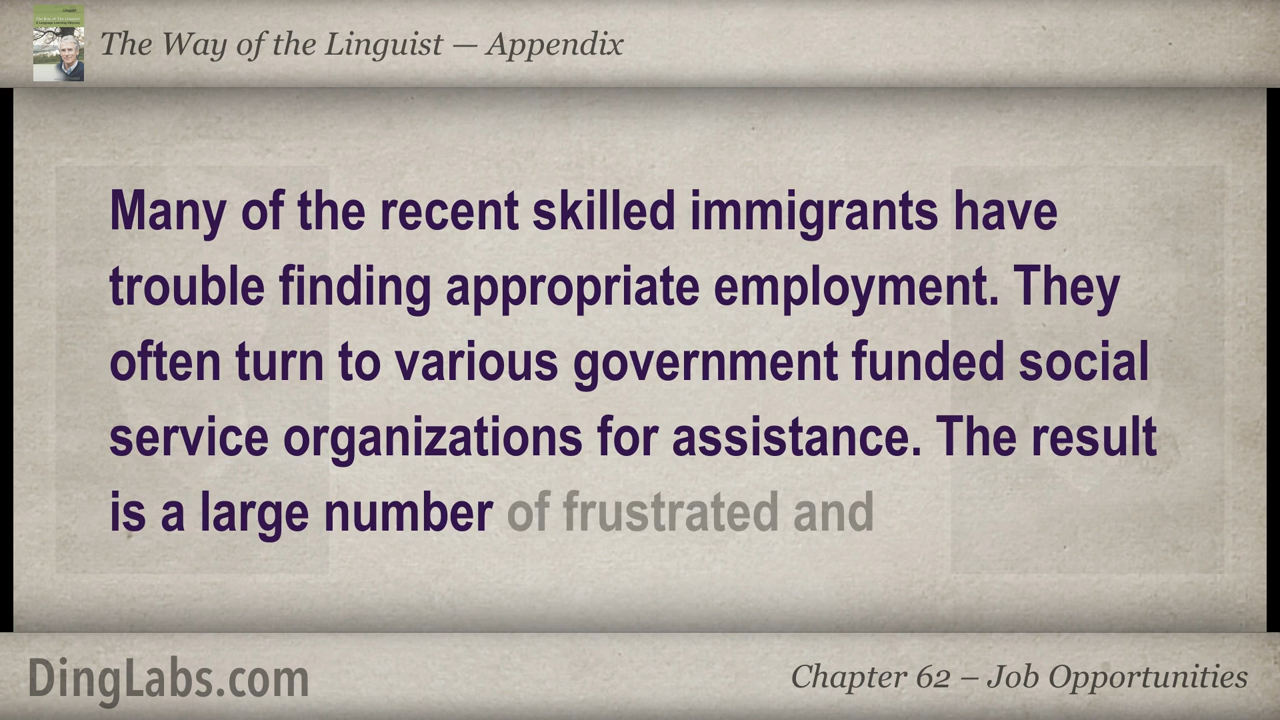 The Way of the Linguist — Appendix
Many of the recent skilled immigrants have
trouble finding appropriate employment. They
often turn to various government funded social
service organizations for assistance. The result
is a large number of frustrated and
DingLabs.com
Chapter 62 – Job Opportunities